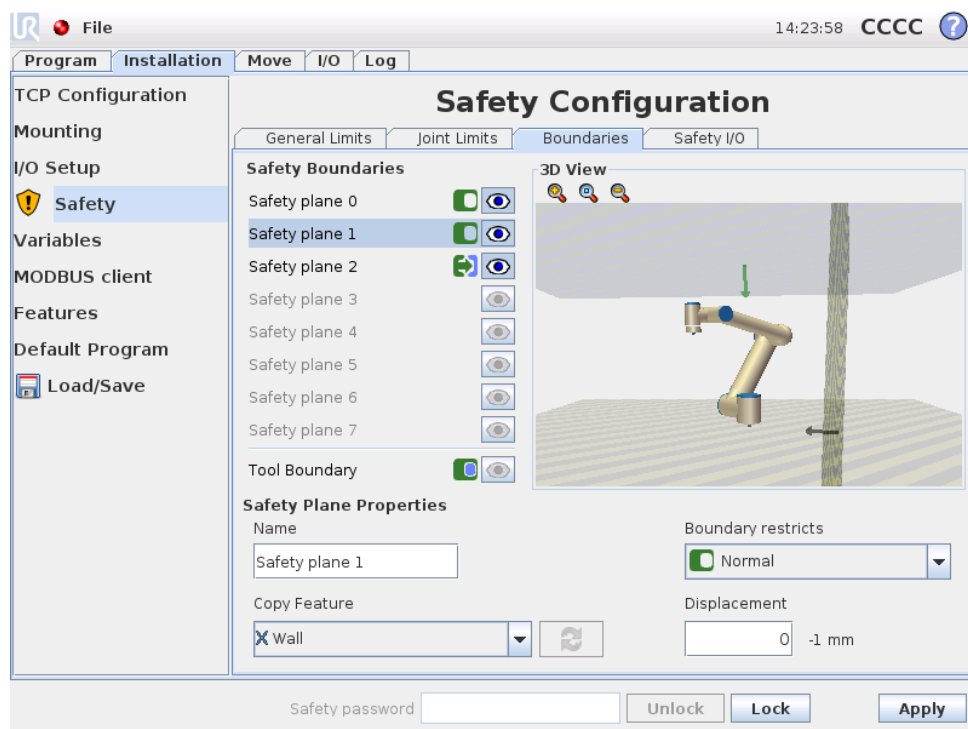 UR File 14:23:58 CCCC ?
Program Installation Move I/O Log
TCP Configuration
Mounting
I/O Setup
Safety
Variables
MODBUS client
Features
Default Program
Load/Save
Safety Configuration
General Limits Joint Limits Boundaries Safety I/O
Safety Boundaries
Safety plane 0
Safety plane 1
Safety plane 2
Safety plane 3
Safety plane 4
Safety plane 5
Safety plane 6
Safety plane 7
Tool Boundary
3D View
Safety Plane Properties
Name
Safety plane 1
Copy Feature
Wall
Boundary restricts
Normal
Displacement
0 -1 mm
Safety password Unlock Lock Apply